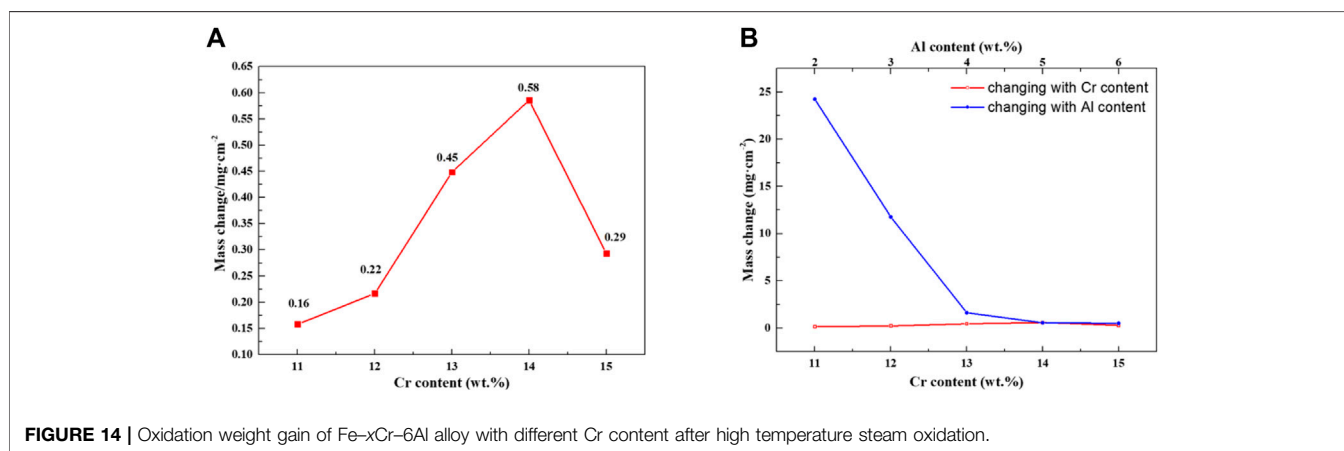 A
0.65
0.60
0.55
0.50
0.45
0.40
0.35
0.30
0.25
0.20
0.15
0.10
Mass change/mg·cm-2
0.16
0.22
0.45
0.58
0.29
11 12 13 14 15
Cr content (wt.%)
B
Al content (wt.%)
2 3 4 5 6
changing with Cr content
changing with Al content
25
20
15
10
5
0
Mass change (mg·cm-2)
11 12 13 14 15
Cr content (wt.%)
FIGURE 14 | Oxidation weight gain of Fe–xCr–6Al alloy with different Cr content after high temperature steam oxidation.